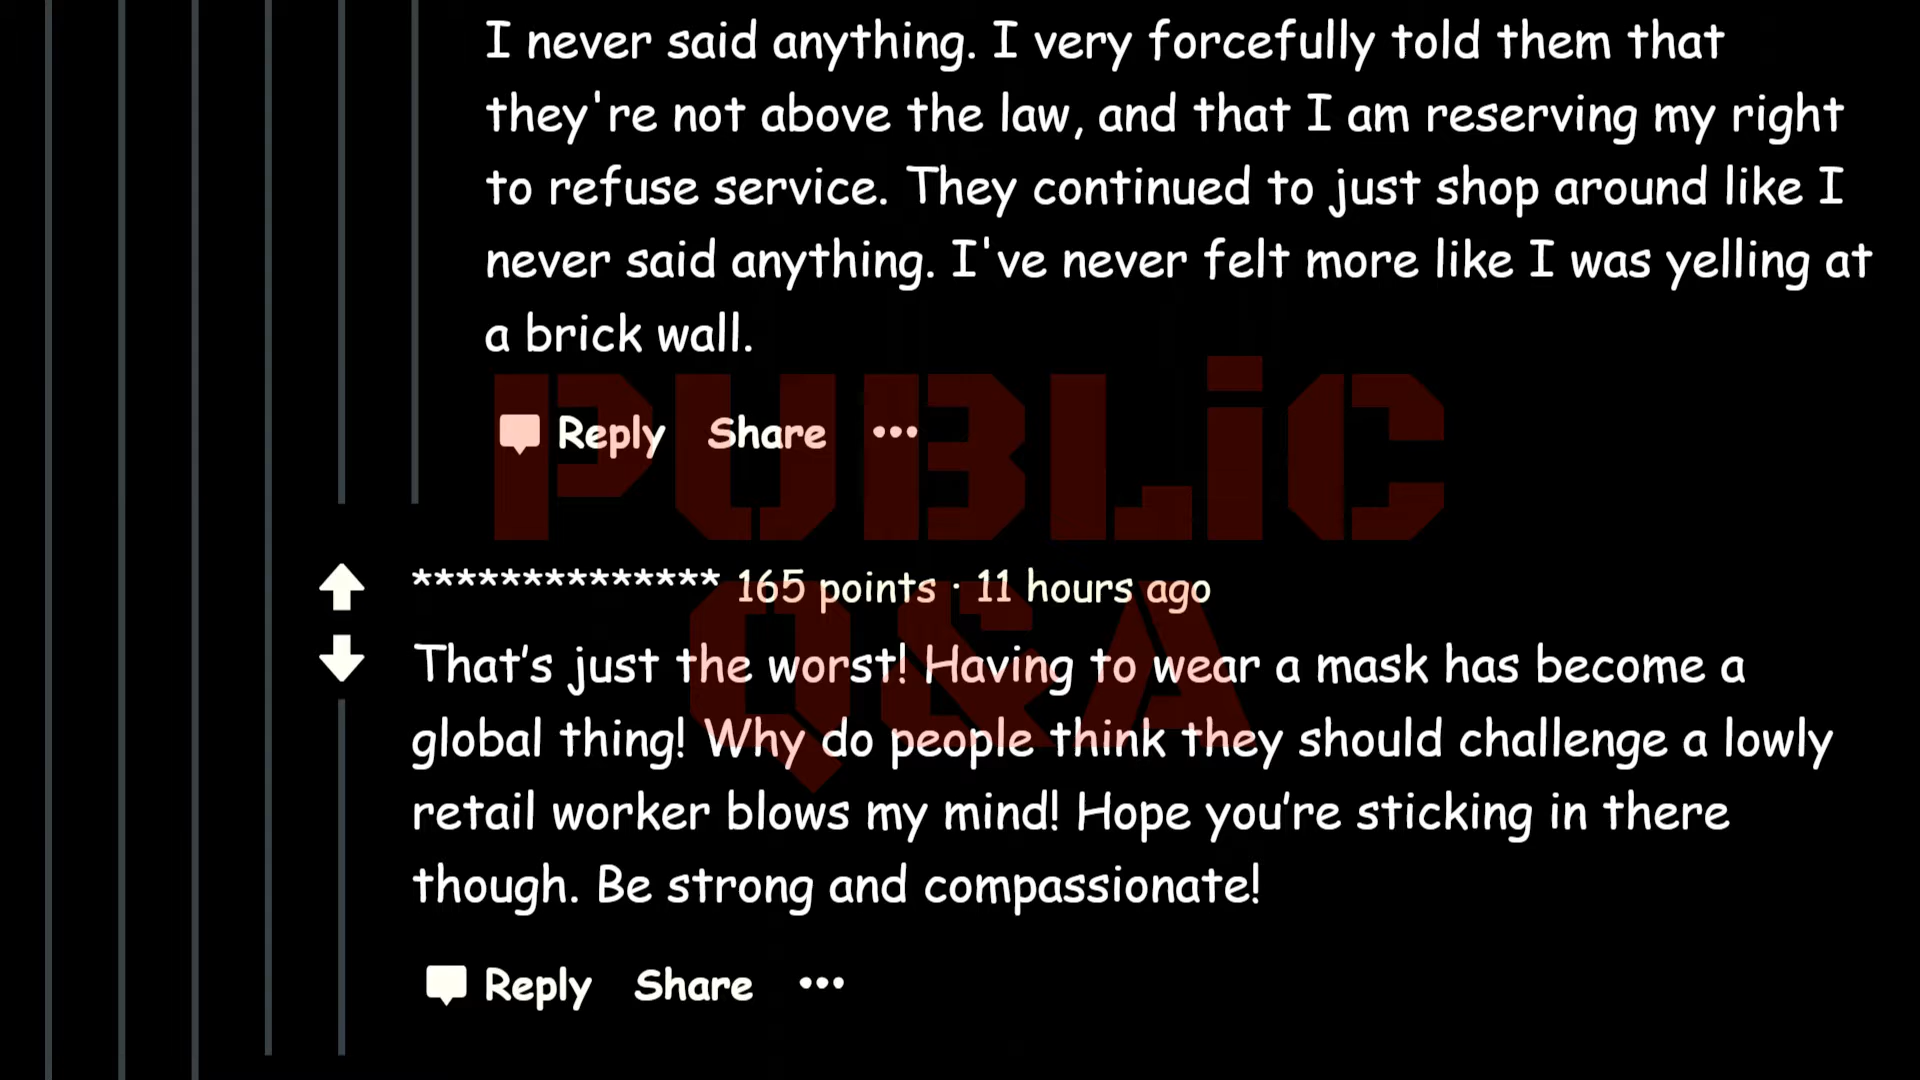 I never said anything. I very forcefully told them that
they're not above the law, and that I am reserving my right
to refuse service. They continued to just shop around like I
never said anything. I've never felt more like I was yelling at
a brick wall.
Reply Share •••
PUBLiC
Q&A
************** 165 points · 11 hours ago
That’s just the worst! Having to wear a mask has become a
global thing! Why do people think they should challenge a lowly
retail worker blows my mind! Hope you’re sticking in there
though. Be strong and compassionate!
Reply Share •••